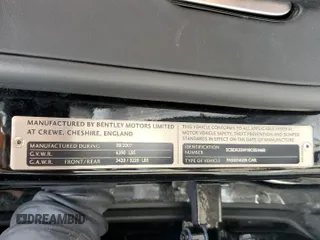 MANUFACTURED BY BENTLEY MOTORS LIMITED
AT CREWE, CHESHIRE, ENGLAND
MANUFACTURED DURING
G.V.W.R. 6390 LBS
G.A.W.R. FRONT/REAR
THIS VEHICLE CONFORMS TO ALL APPLICABLE FEDERAL
MOTOR VEHICLE SAFETY, THEFT PREVENTION AND BUMPER
STANDARDS IN EFFECT ON THE DATE OF MANUFACTURE
IDENTIFICATION
NUMBER
TYPE OF VEHICLE PASSENGER CAR
DREAMBID